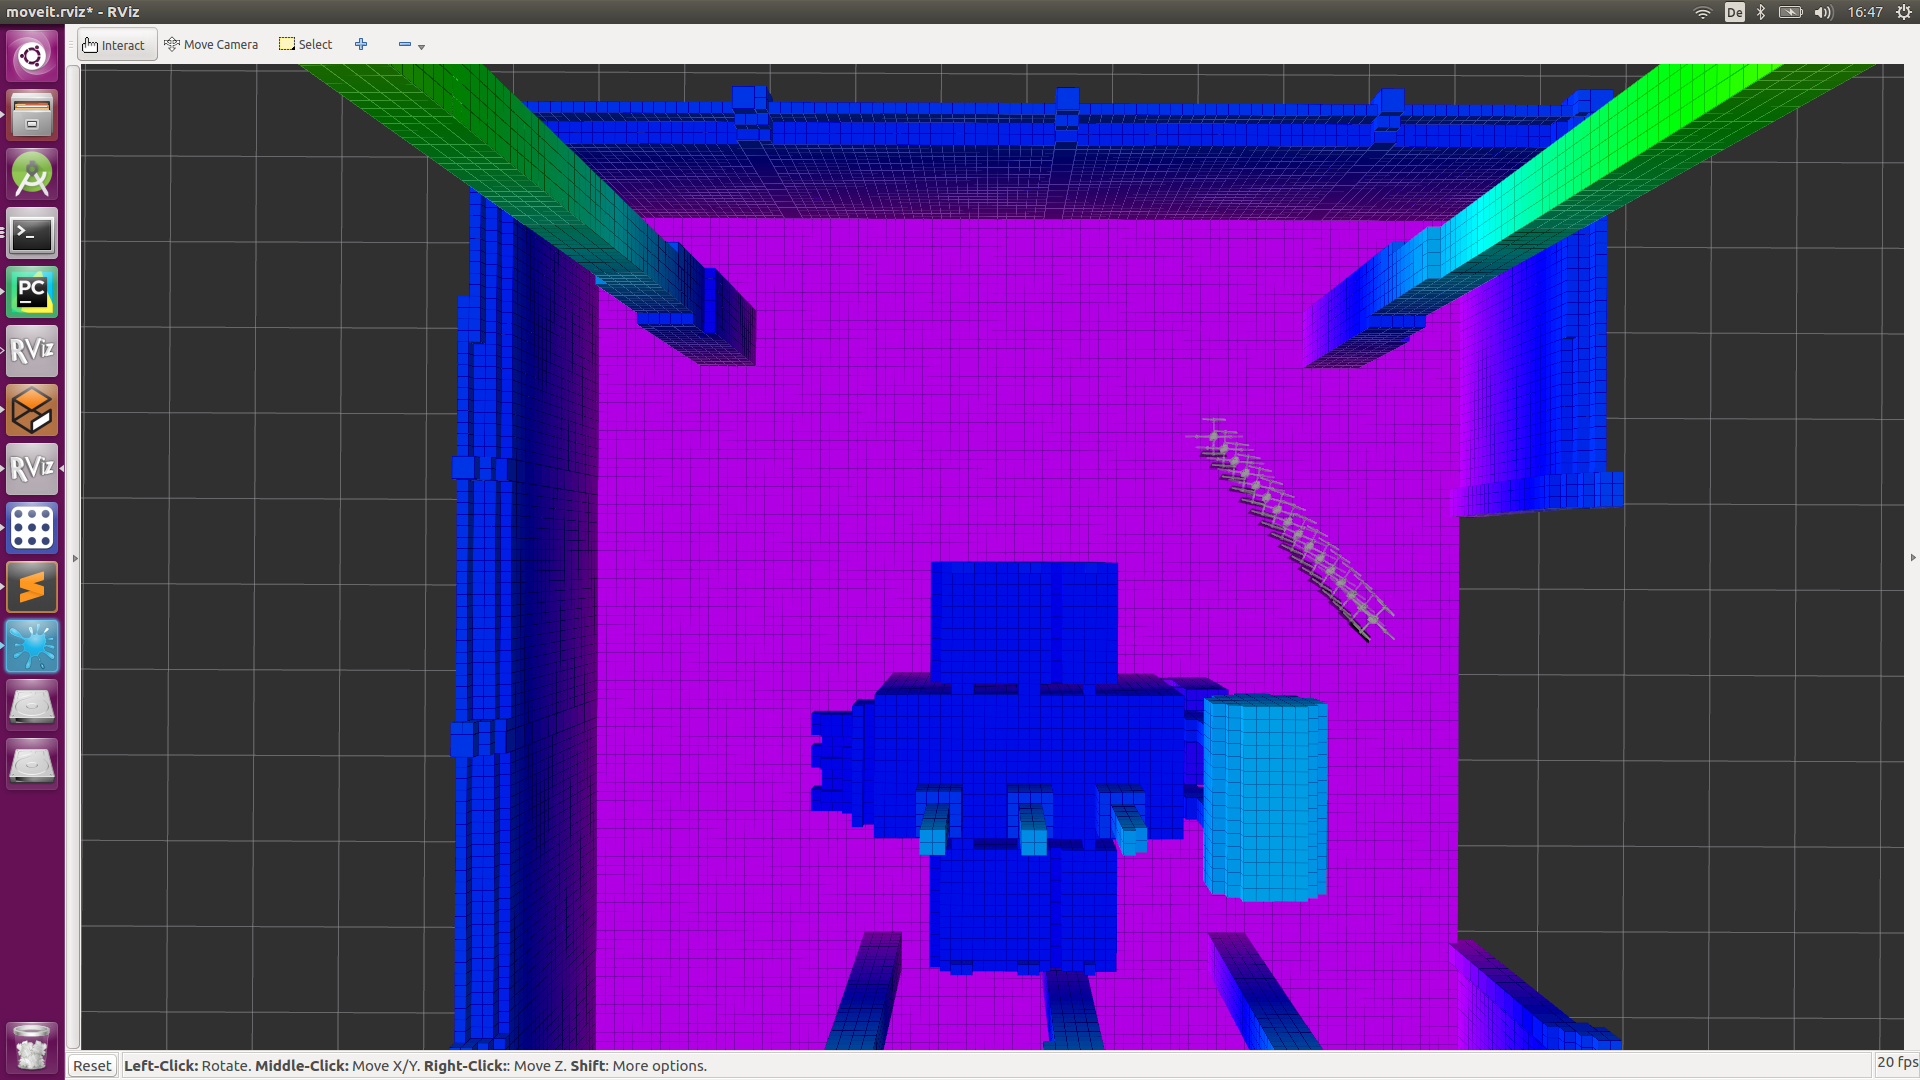 moveit.rviz* - RViz
De
16:47
Interact
Move Camera
Select
>_
PC
RViz
RViz
Reset
Left-Click: Rotate. Middle-Click: Move X/Y. Right-Click:: Move Z. Shift: More options.
20 fps